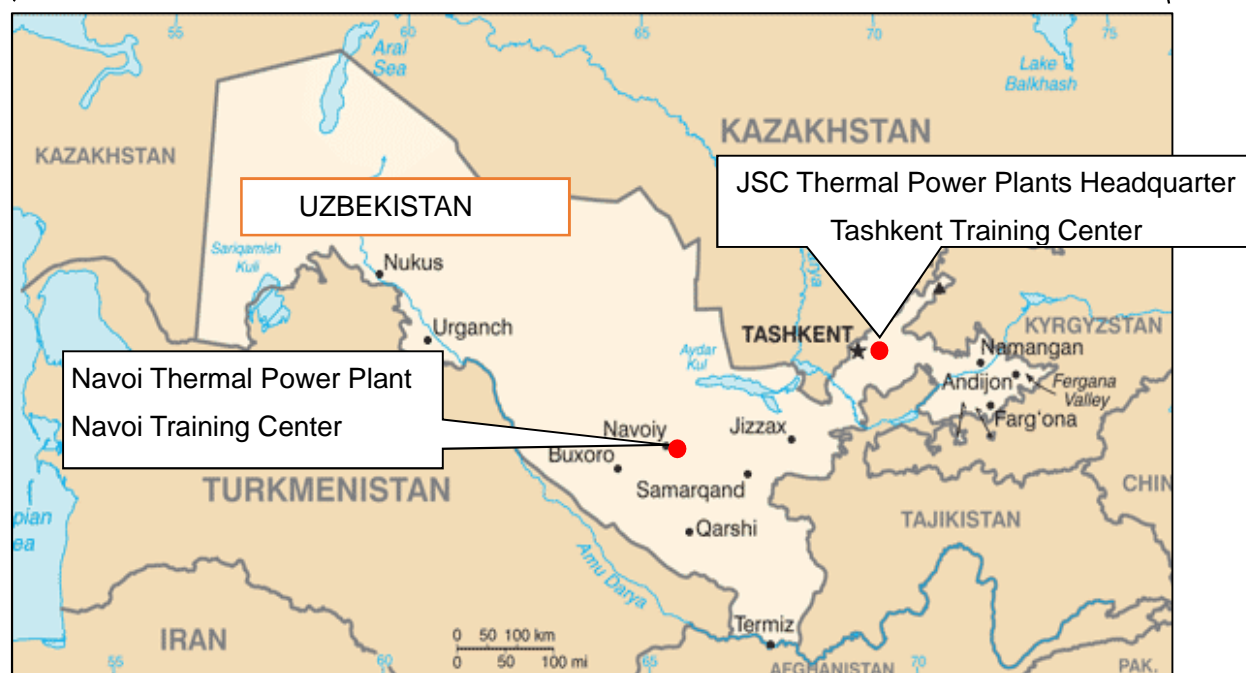 55
60
65
70
75
Aral
Sea
Lake
Balkhash
KAZAKHSTAN
KAZAKHSTAN
JSC Thermal Power Plants Headquarter
Tashkent Training Center
UZBEKISTAN
Sariqamish
Kuli
Nukus
Urganch
TASHKENT
KYRGYZSTAN
Namangan
Aydar
Kul
Andijon
Fergana
Valley
Farg'ona
Navoi Thermal Power Plant
Navoi Training Center
Navoiy
Jizzax
Buxoro
Samarqand
TURKMENISTAN
CHIN
pian
ea
Qarshi
TAJIKISTAN
Amu Darya
Termiz
IRAN
0 50 100 km
0 50 100 mi
55
60
65
70
AFGHANISTAN
PAK.